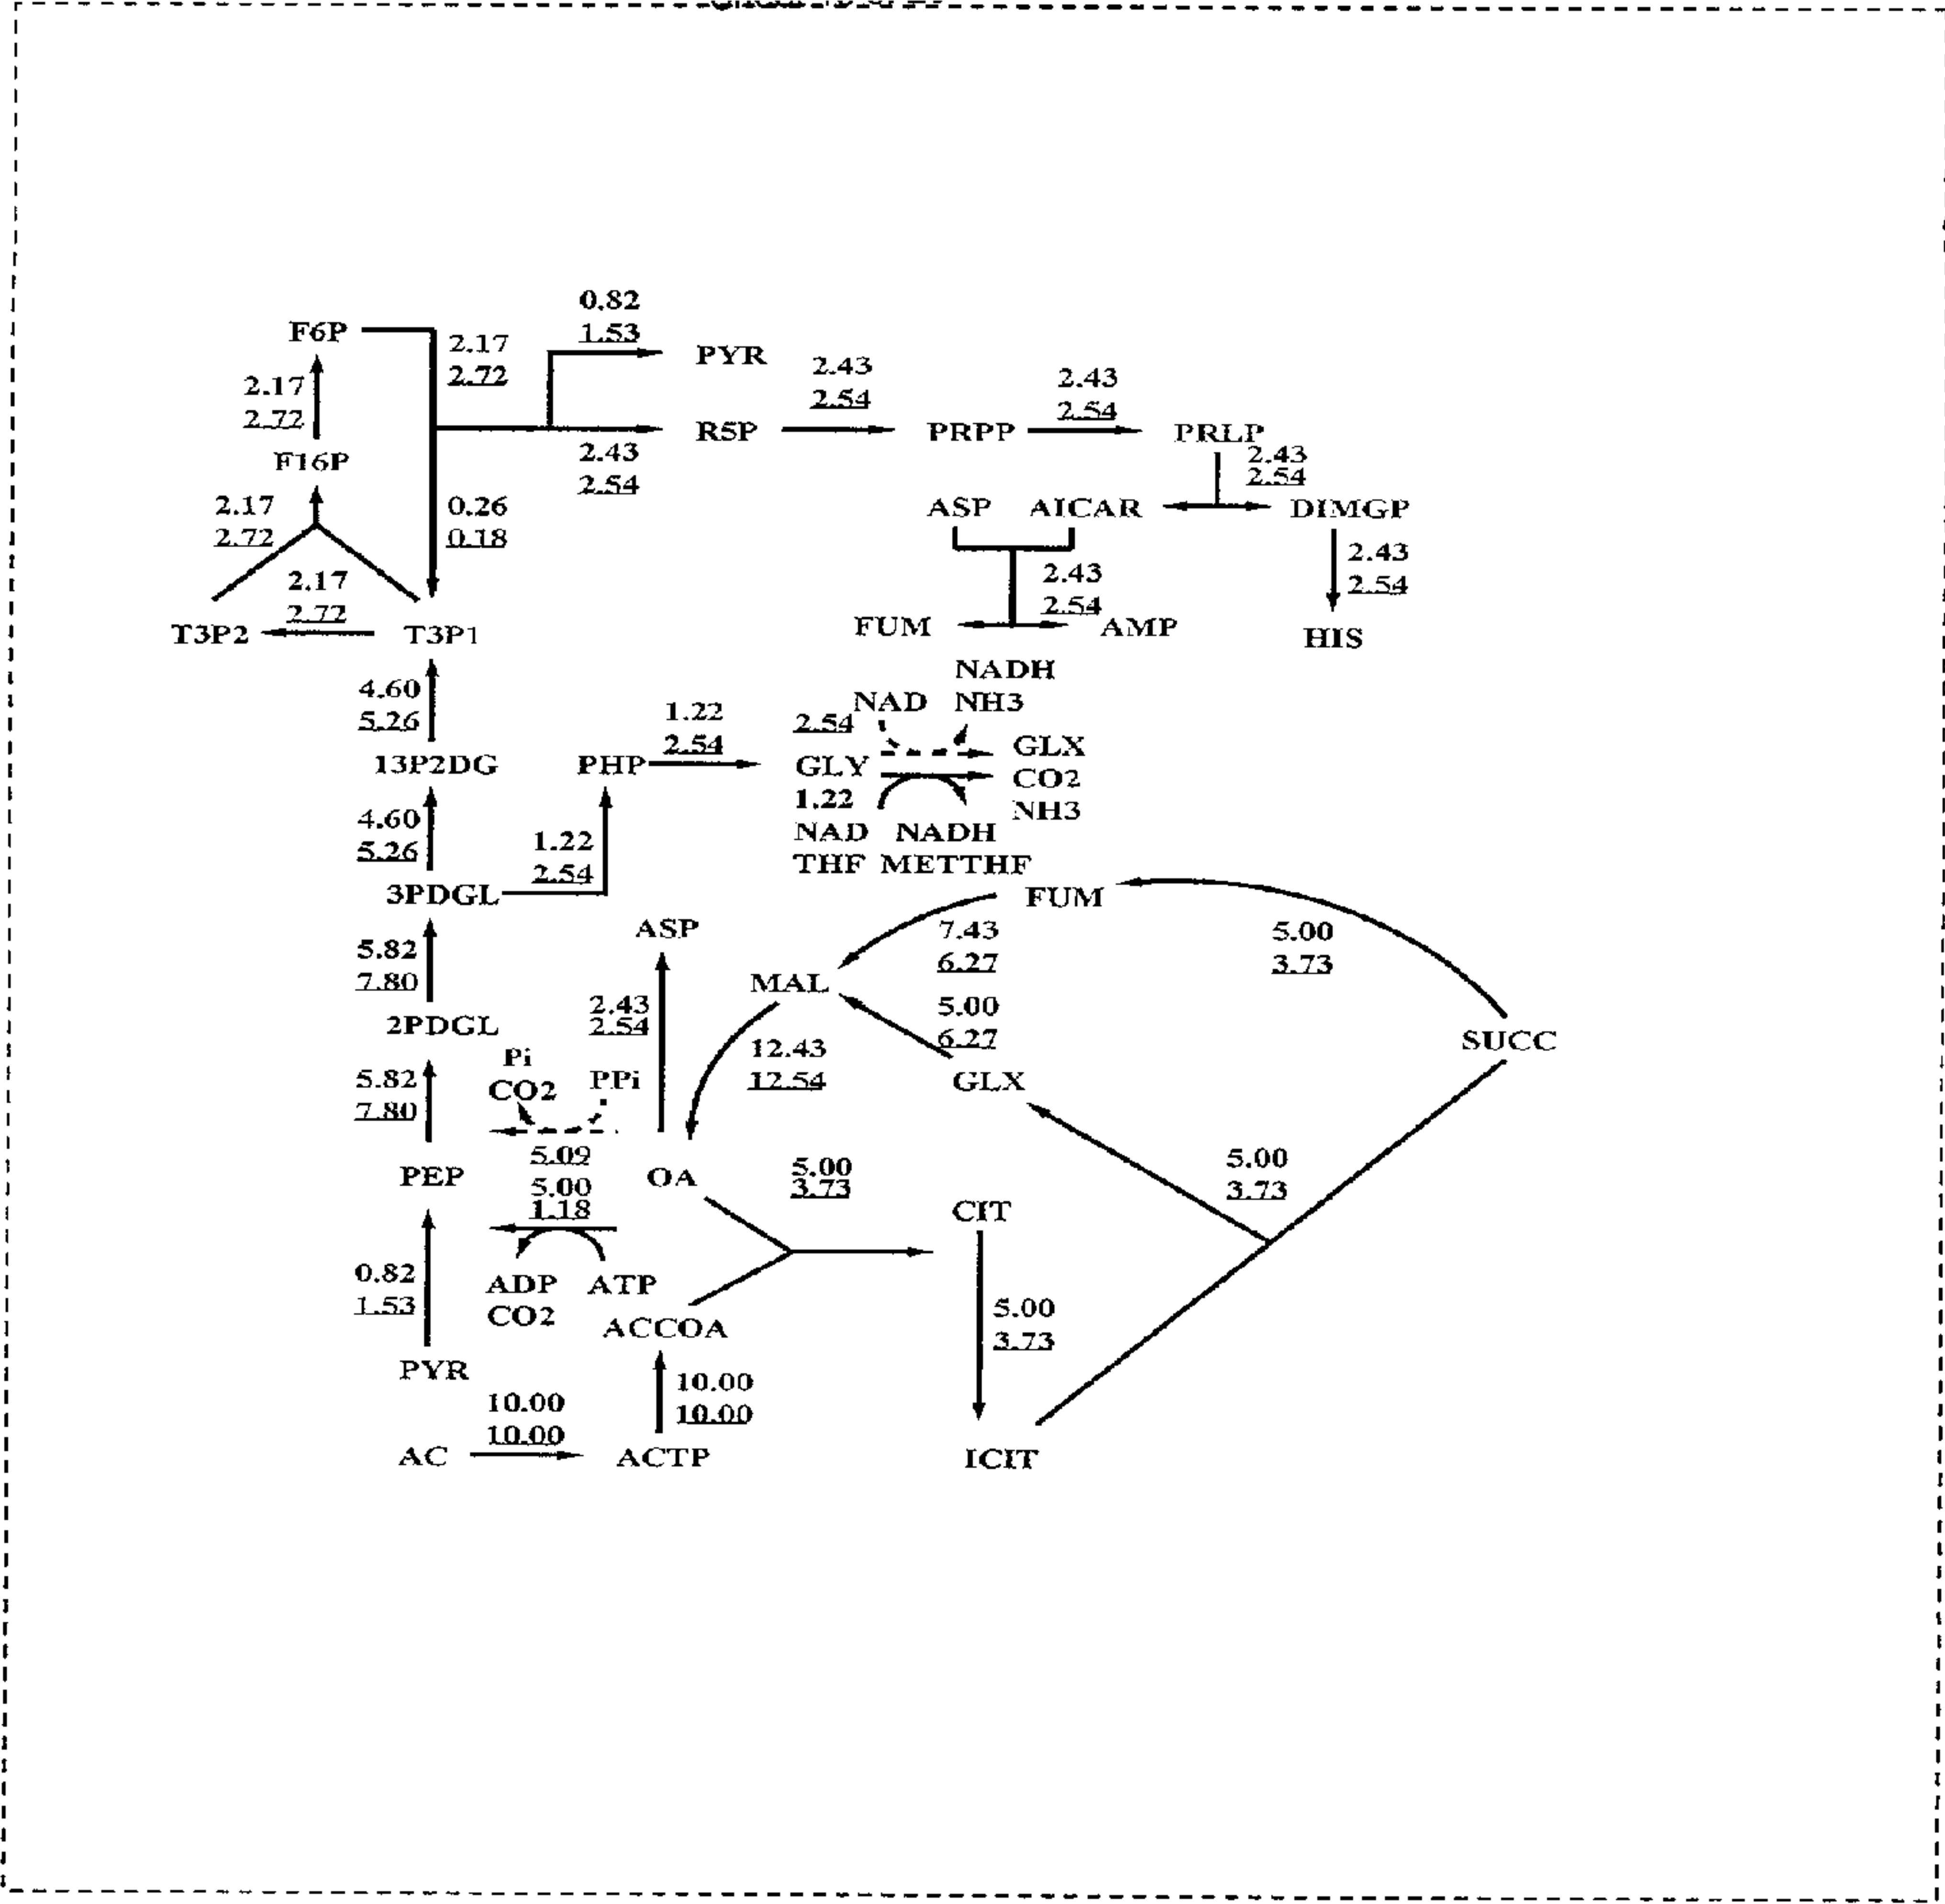 0.82
1.53
F6P
2.17
2.72
PYR
2.43
2.54
2.43
2.54
2.17
2.72
R5P
PRPP
PRLP
2.43
2.54
2.43
2.54
F16P
2.17
2.72
0.26
0.18
ASP AICAR
DIMGP
2.17
2.72
2.43
2.54
2.43
2.54
T3P2
T3P1
FUM
AMP
HIS
4.60
5.26
1.22
2.54
NADH
NAD NH3
2.54
GLX
13P2DG
PHP
GLY
CO2
1.22
NH3
4.60
5.26
1.22
2.54
NAD NADH
THF METTHF
3PDGL
FUM
ASP
7.43
6.27
5.00
3.73
5.82
7.80
MAL
2.43
2.54
5.00
6.27
2PDGL
SUCC
12.43
12.54
Pi
CO2
PPi
GLX
5.82
7.80
5.09
5.00
1.18
PEP
OA
5.00
3.73
5.00
3.73
CIT
0.82
1.53
ADP ATP
CO2
ACCOA
5.00
3.73
PYR
10.00
10.00
10.00
10.00
AC
ACTP
ICIT